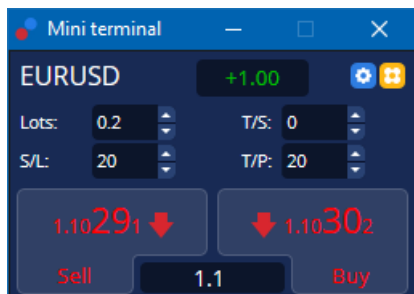 Mini terminal
EURUSD +1.00
Lots: 0.2 T/S: 0
S/L: 20 T/P: 20
1.10291 1.10302
Sell 1.1 Buy